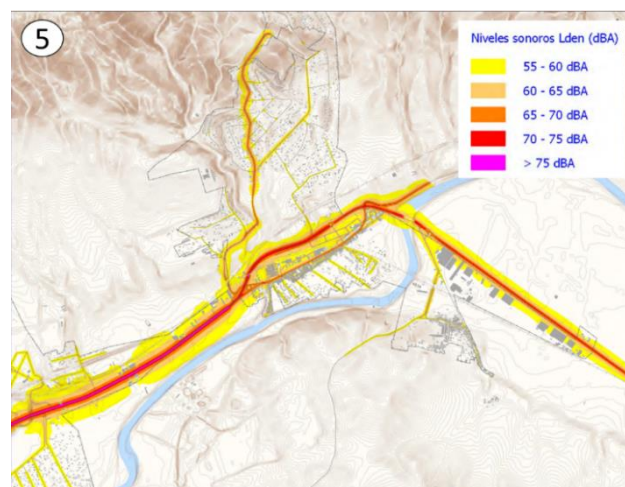 5
Niveles sonoros Lden (dBA)
55 - 60 dBA
60 - 65 dBA
65 - 70 dBA
70 - 75 dBA
> 75 dBA